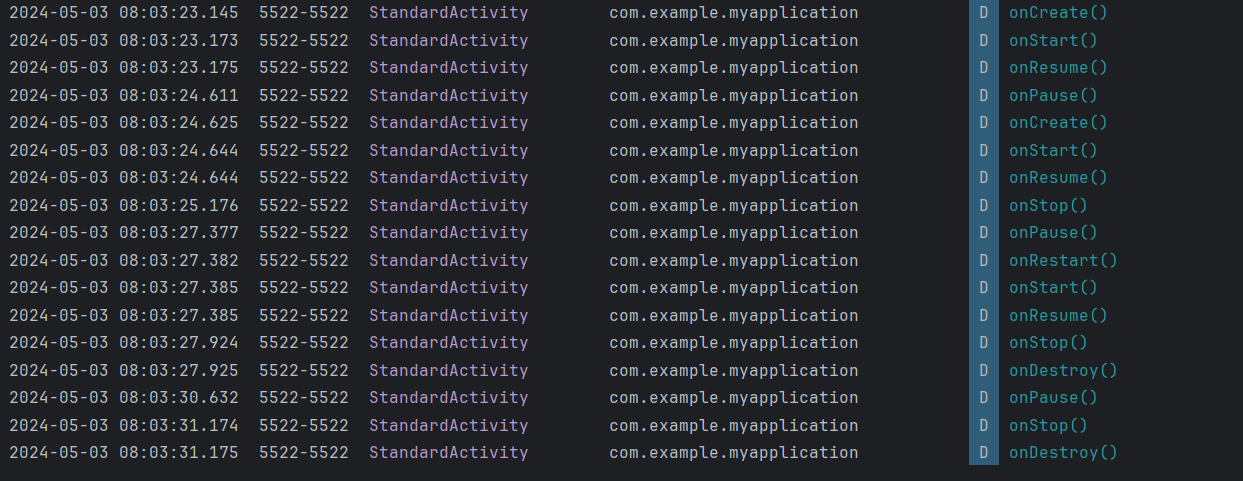 2024-05-03 08:03:23.145 5522-5522 StandardActivity com.example.myapplication D onCreate()
2024-05-03 08:03:23.173 5522-5522 StandardActivity com.example.myapplication D onStart()
2024-05-03 08:03:23.175 5522-5522 StandardActivity com.example.myapplication D onResume()
2024-05-03 08:03:24.611 5522-5522 StandardActivity com.example.myapplication D onPause()
2024-05-03 08:03:24.625 5522-5522 StandardActivity com.example.myapplication D onCreate()
2024-05-03 08:03:24.644 5522-5522 StandardActivity com.example.myapplication D onStart()
2024-05-03 08:03:24.644 5522-5522 StandardActivity com.example.myapplication D onResume()
2024-05-03 08:03:25.176 5522-5522 StandardActivity com.example.myapplication D onStop()
2024-05-03 08:03:27.377 5522-5522 StandardActivity com.example.myapplication D onPause()
2024-05-03 08:03:27.382 5522-5522 StandardActivity com.example.myapplication D onRestart()
2024-05-03 08:03:27.385 5522-5522 StandardActivity com.example.myapplication D onStart()
2024-05-03 08:03:27.385 5522-5522 StandardActivity com.example.myapplication D onResume()
2024-05-03 08:03:27.924 5522-5522 StandardActivity com.example.myapplication D onStop()
2024-05-03 08:03:27.925 5522-5522 StandardActivity com.example.myapplication D onDestroy()
2024-05-03 08:03:30.632 5522-5522 StandardActivity com.example.myapplication D onPause()
2024-05-03 08:03:31.174 5522-5522 StandardActivity com.example.myapplication D onStop()
2024-05-03 08:03:31.175 5522-5522 StandardActivity com.example.myapplication D onDestroy()